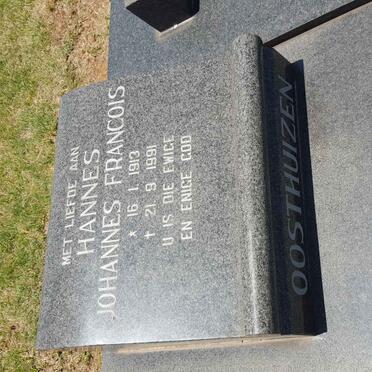 MET LIEFDE AAN
HANNES
JOHANNES FRANCOIS
★ 16. 1. 1913
✝ 21. 9. 1991
U IS DIE EWIGE
EN ENIGE GOD
OOSTHUIZEN